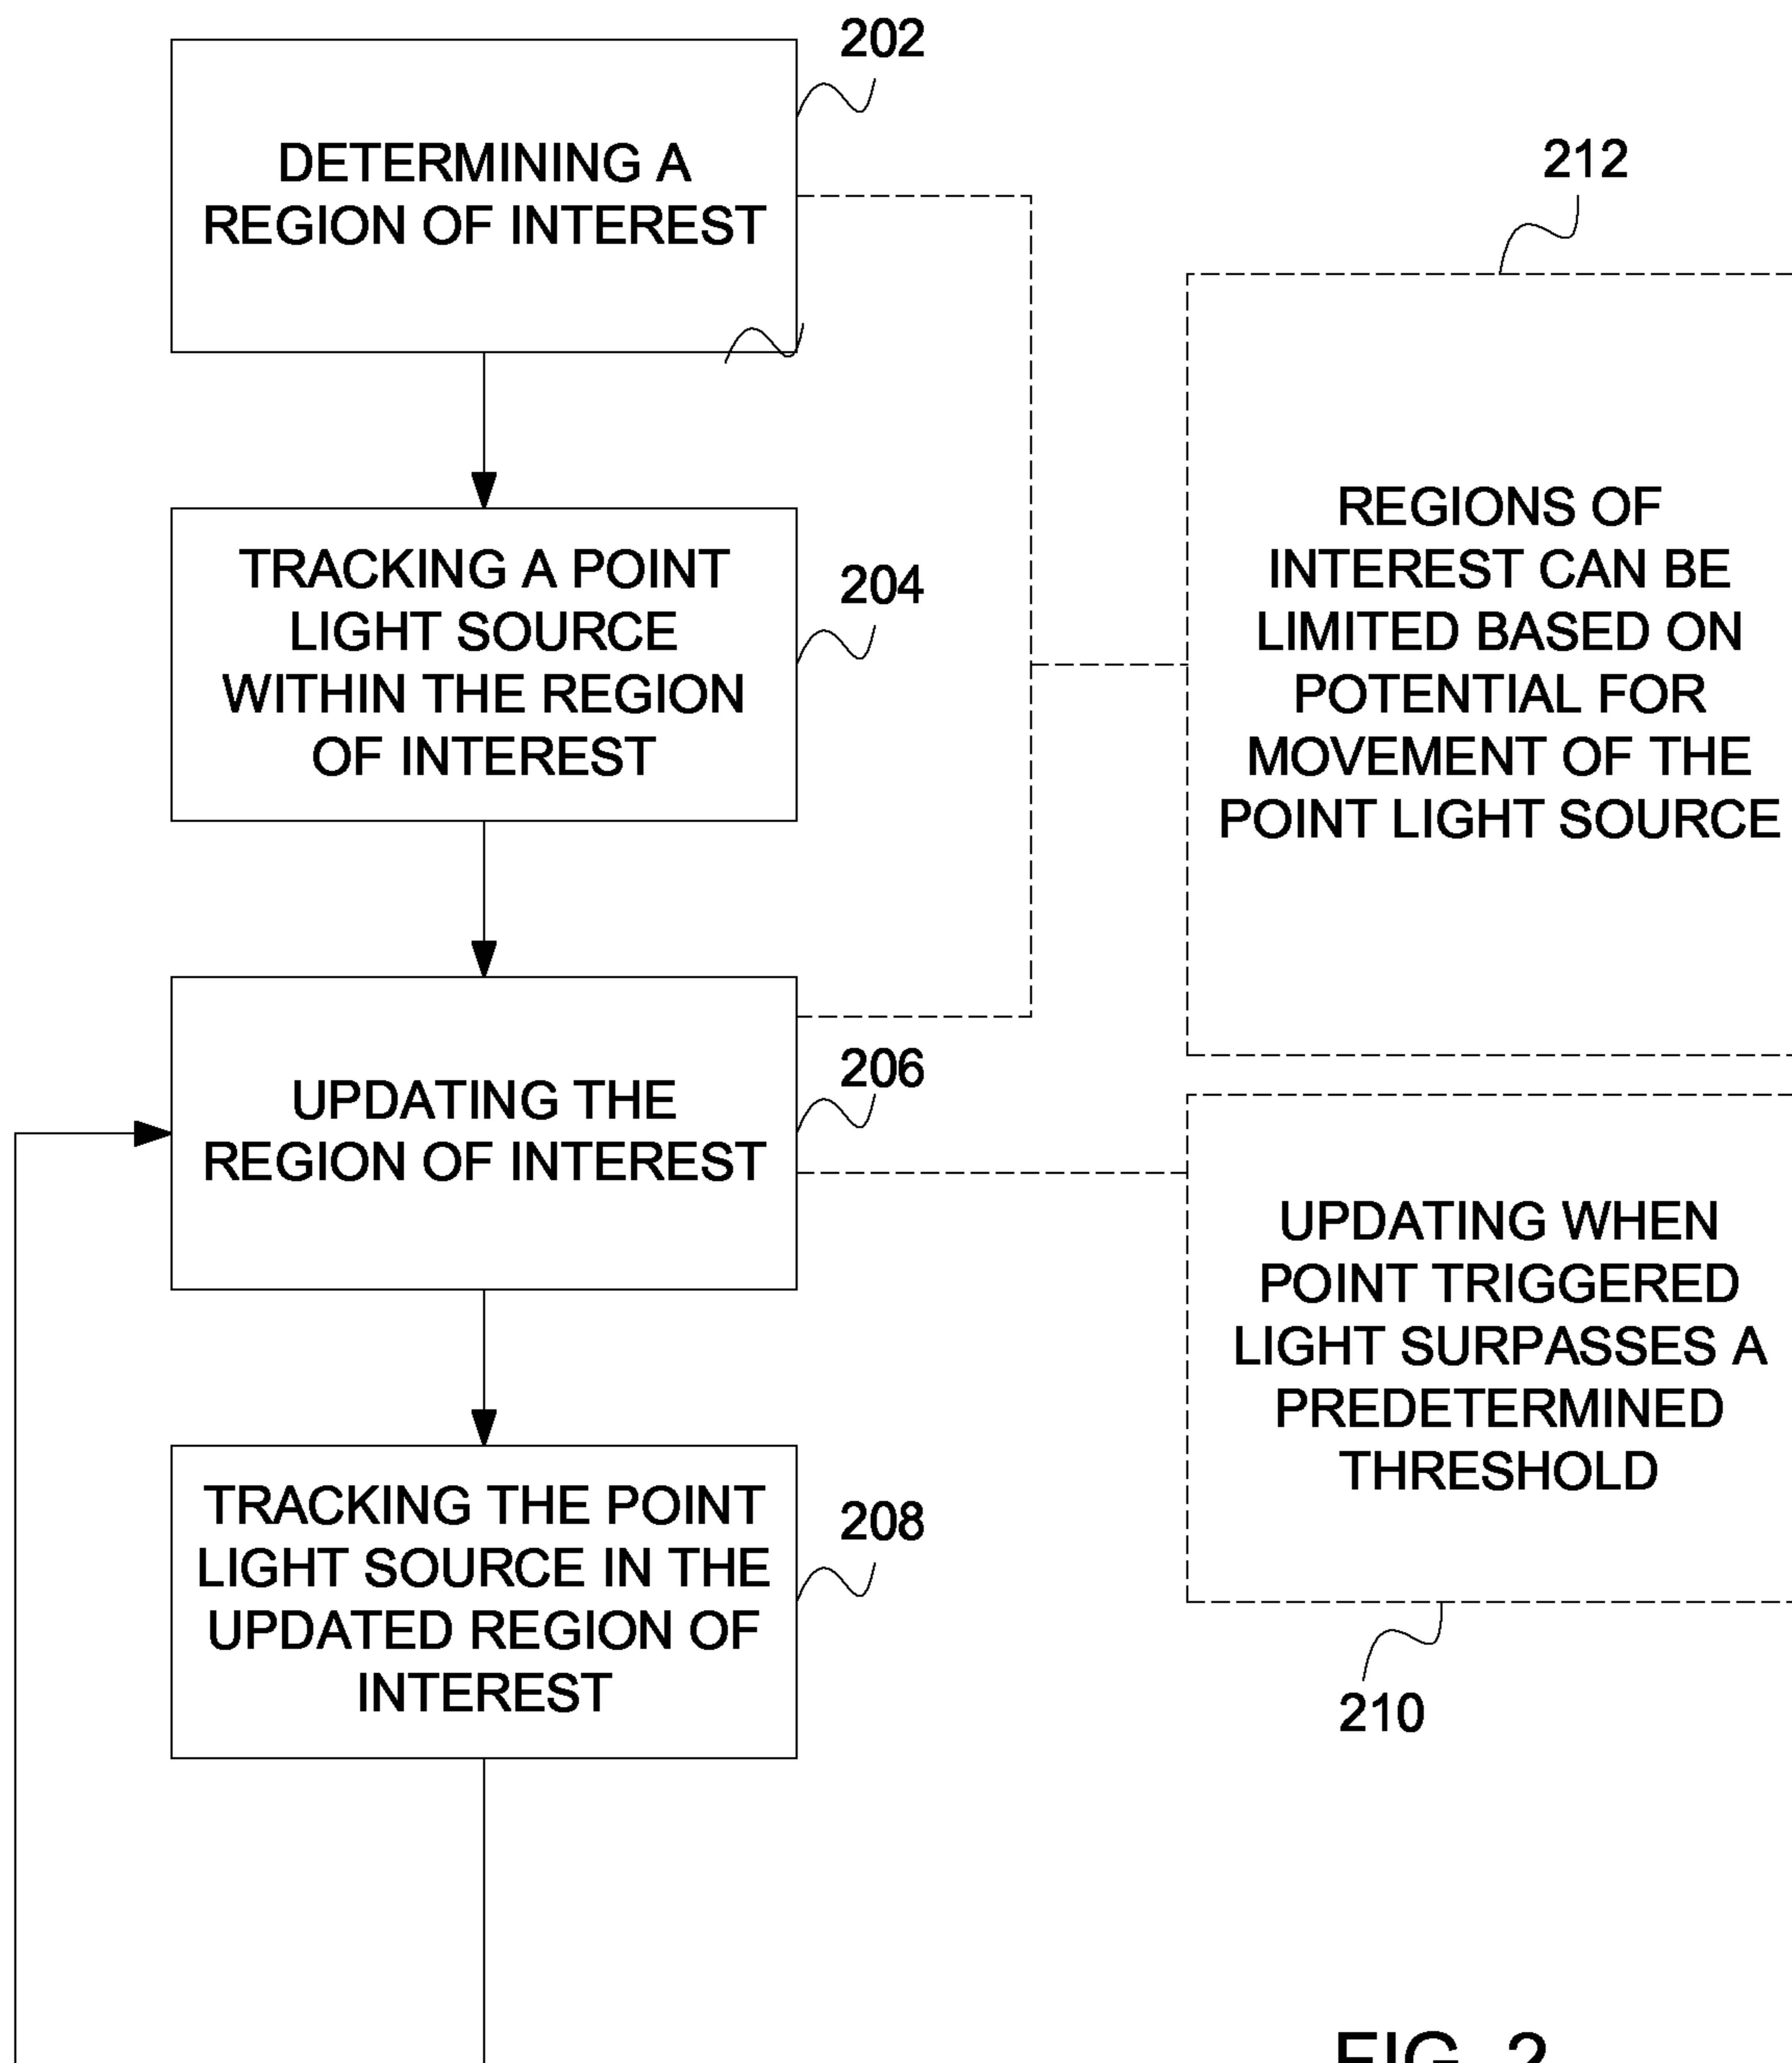 202
DETERMINING A
REGION OF INTEREST
212
TRACKING A POINT
LIGHT SOURCE
WITHIN THE REGION
OF INTEREST
204
REGIONS OF
INTEREST CAN BE
LIMITED BASED ON
POTENTIAL FOR
MOVEMENT OF THE
POINT LIGHT SOURCE
206
UPDATING THE
REGION OF INTEREST
UPDATING WHEN
POINT TRIGGERED
LIGHT SURPASSES A
PREDETERMINED
THRESHOLD
TRACKING THE POINT
LIGHT SOURCE IN THE
UPDATED REGION OF
INTEREST
208
210
FIG. 2